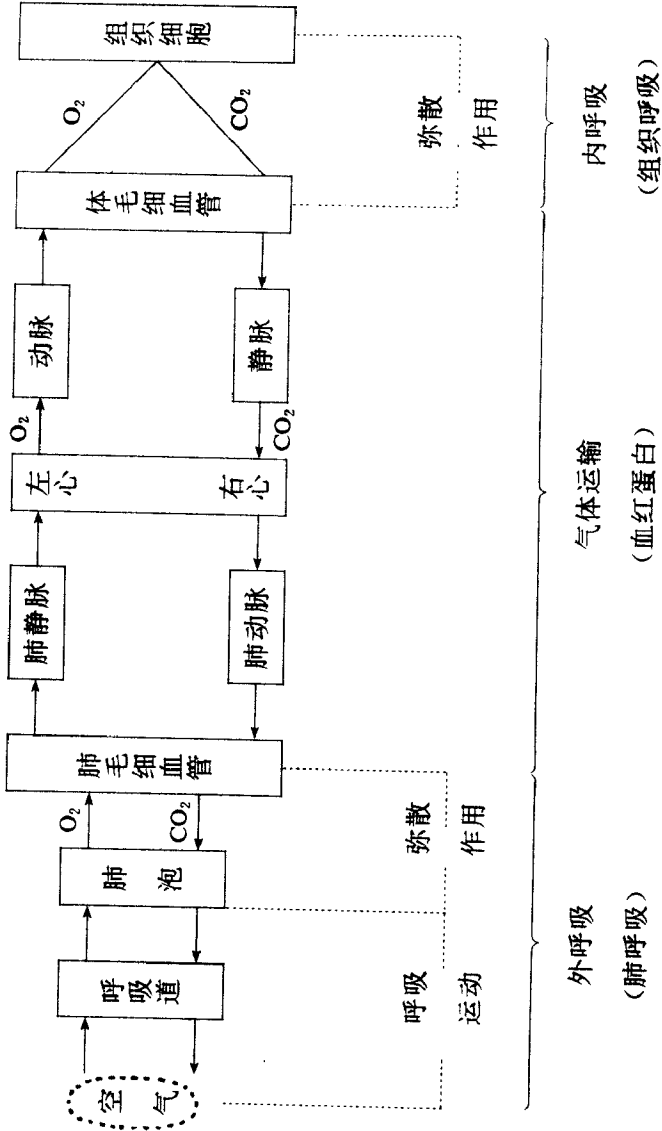 空气
呼吸道
肺泡
O₂
CO₂
肺毛细血管
肺静脉
肺动脉
左心
右心
O₂
CO₂
动脉
静脉
体毛细血管
O₂
CO₂
组织细胞
呼吸
运动
弥散
作用
弥散
作用
外呼吸
(肺呼吸)
气体运输
(血红蛋白)
内呼吸
(组织呼吸)